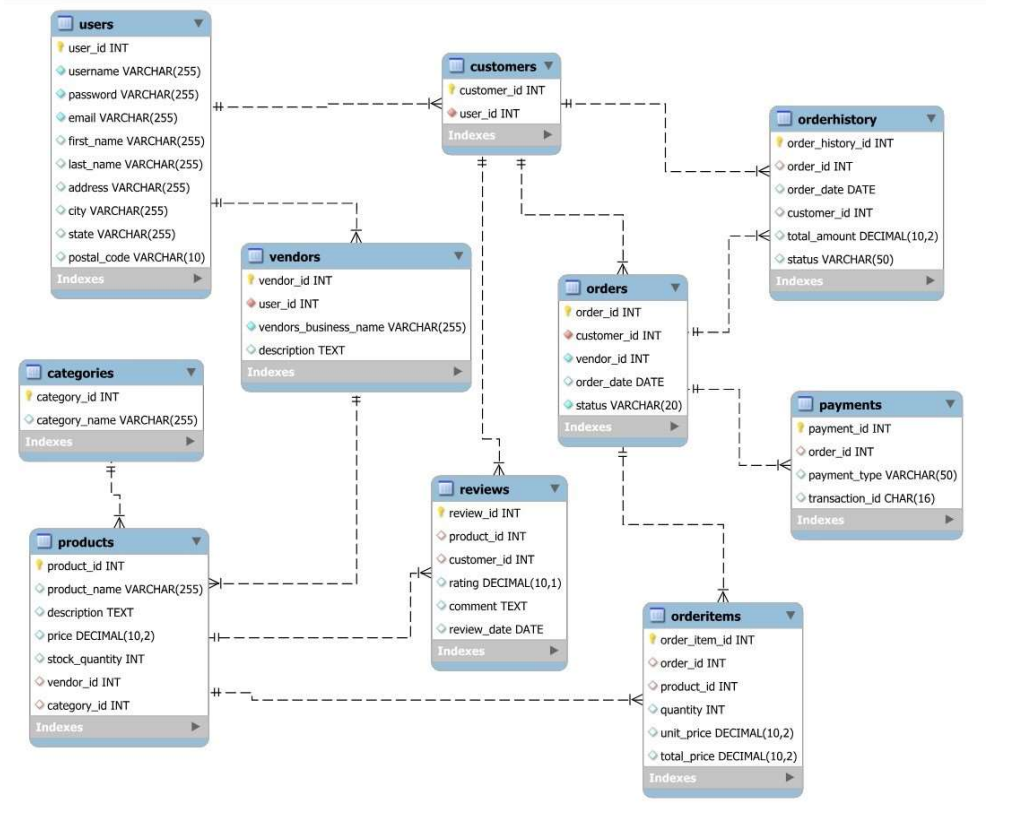 users
user_id INT
username VARCHAR(255)
password VARCHAR(255)
email VARCHAR(255)
first_name VARCHAR(255)
last_name VARCHAR(255)
address VARCHAR(255)
city VARCHAR(255)
state VARCHAR(255)
postal_code VARCHAR(10)
Indexes
customers
customer_id INT
user_id INT
Indexes
orderhistory
order_history_id INT
order_id INT
order_date DATE
customer_id INT
total_amount DECIMAL(10,2)
status VARCHAR(50)
Indexes
vendors
vendor_id INT
user_id INT
vendors_business_name VARCHAR(255)
description TEXT
Indexes
orders
order_id INT
customer_id INT
vendor_id INT
order_date DATE
status VARCHAR(20)
Indexes
categories
category_id INT
category_name VARCHAR(255)
Indexes
payments
payment_id INT
order_id INT
payment_type VARCHAR(50)
transaction_id CHAR(16)
Indexes
reviews
review_id INT
product_id INT
customer_id INT
rating DECIMAL(10,1)
comment TEXT
review_date DATE
Indexes
products
product_id INT
product_name VARCHAR(255)
description TEXT
price DECIMAL(10,2)
stock_quantity INT
vendor_id INT
category_id INT
Indexes
orderitems
order_item_id INT
order_id INT
product_id INT
quantity INT
unit_price DECIMAL(10,2)
total_price DECIMAL(10,2)
Indexes